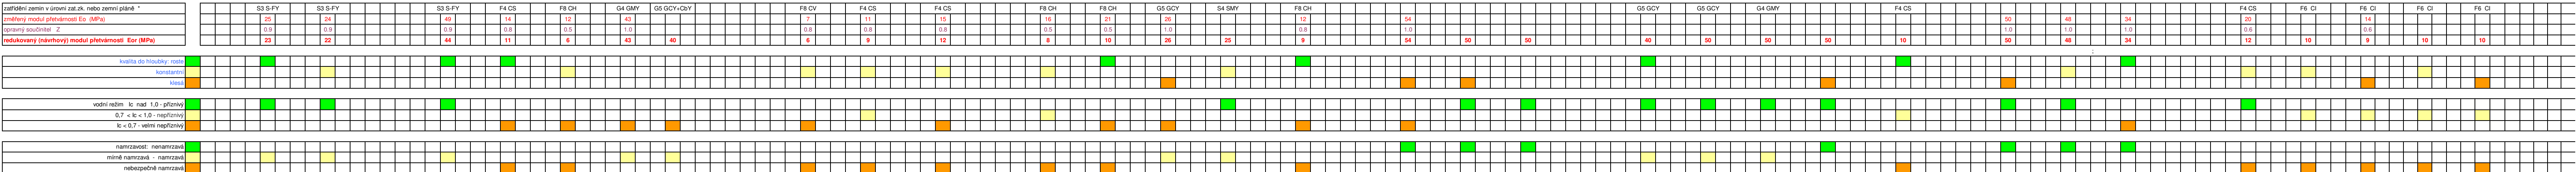 zatřídění zemin v úrovni zat.zk. nebo zemní pláně * S3 S-FY S3 S-FY S3 S-FY F4 CS F8 CH G4 GMY G5 GCY+CbY F8 CV F4 CS F4 CS F8 CH F8 CH G5 GCY S4 SMY F8 CH G5 GCY G5 GCY G4 GMY F4 CS F4 CS F6 CI F6 CI F6 CI F6 CI
změřený modul přetvárnosti Eo (MPa) 25 24 49 14 12 43 7 11 15 16 21 26 12 54 50 48 34 20 14
opravný součinitel Z 0.9 0.9 0.9 0.8 0.5 1.0 0.8 0.8 0.8 0.5 0.5 1.0 0.8 1.0 1.0 1.0 1.0 0.6 0.6
redukovaný (návrhový) modul přetvárnosti Eor (MPa) 23 22 44 11 6 43 40 6 9 12 8 10 26 25 9 54 50 50 40 50 50 50 10 50 48 34 12 10 9 10 10
;
kvalita do hloubky: roste
konstantní
klesá
vodní režim Ic nad 1,0 - příznivý
0,7 < Ic < 1,0 - nepříznivý
Ic < 0,7 - velmi nepříznivý
namrzavost: nenamrzavá
mírně namrzavá - namrzavá
nebezpečně namrzavá